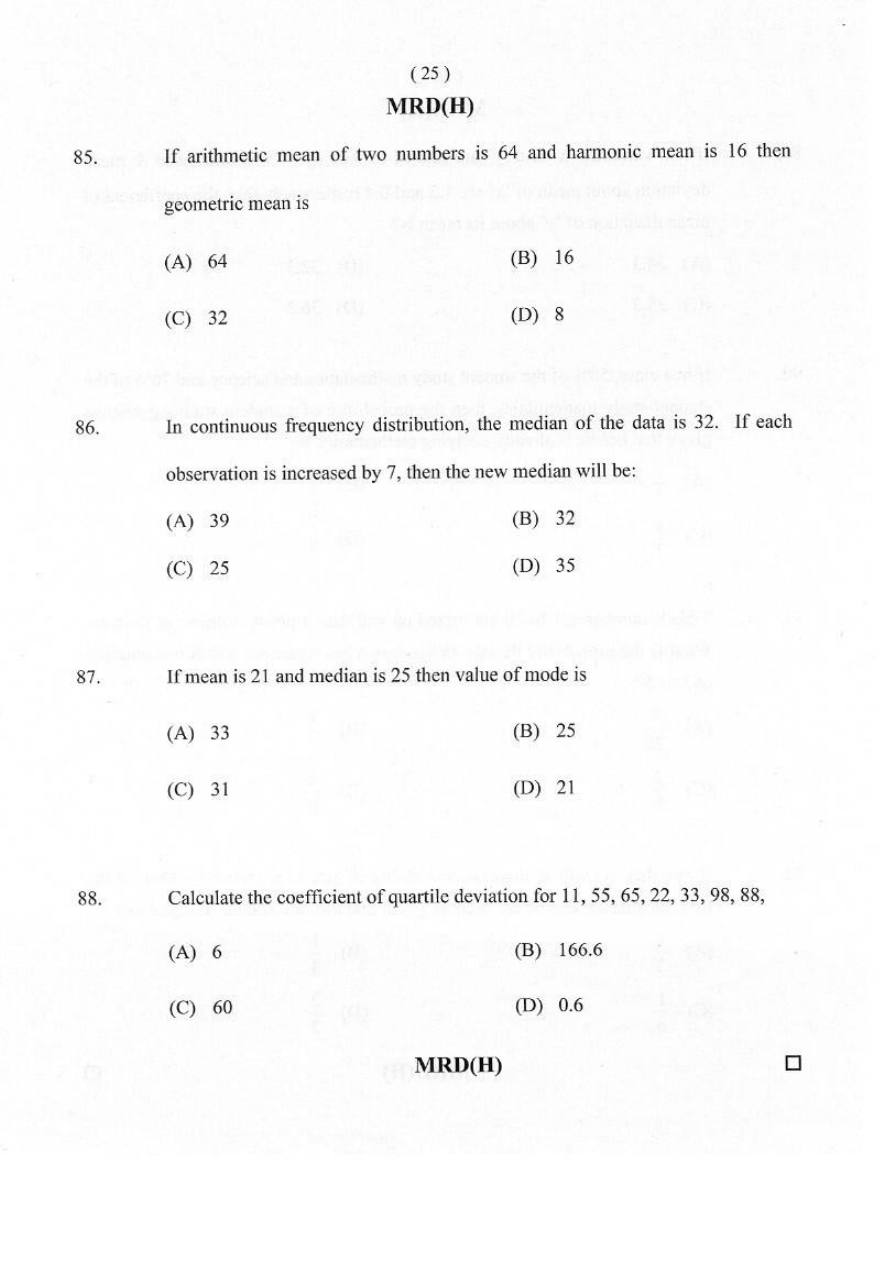 ( 25 )
MRD(H)
85. If arithmetic mean of two numbers is 64 and harmonic mean is 16 then
geometric mean is
(A) 64 (B) 16
(C) 32 (D) 8
86. In continuous frequency distribution, the median of the data is 32. If each
observation is increased by 7, then the new median will be:
(A) 39 (B) 32
(C) 25 (D) 35
87. If mean is 21 and median is 25 then value of mode is
(A) 33 (B) 25
(C) 31 (D) 21
88. Calculate the coefficient of quartile deviation for 11, 55, 65, 22, 33, 98, 88,
(A) 6 (B) 166.6
(C) 60 (D) 0.6
MRD(H)